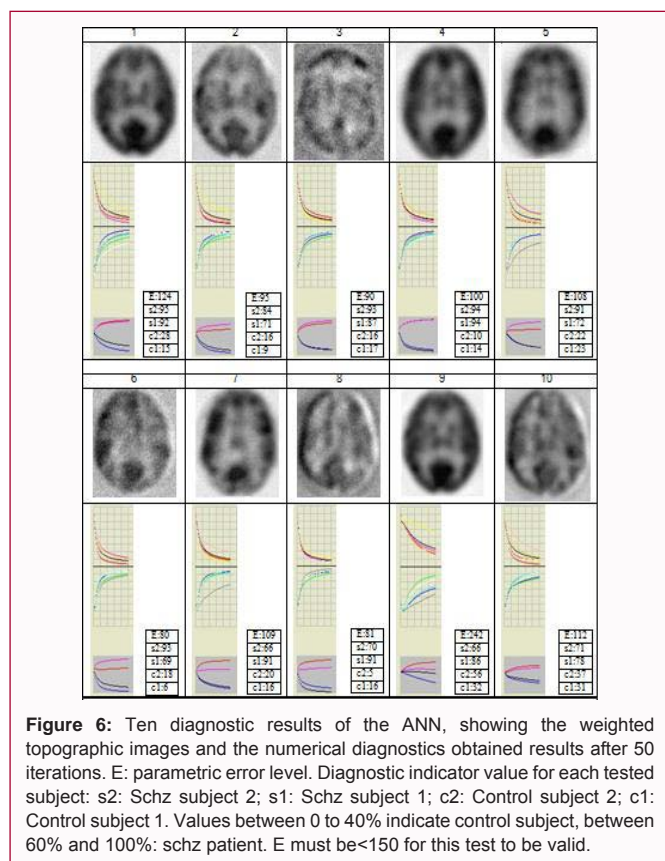 1 2 3 4 5
E:124
s2:95
s1:92
c2:28
c1:15
E:95
s2:84
s1:71
c2:16
c1:9
E:90
s2:93
s1:87
c2:16
c1:17
E:100
s2:94
s1:94
c2:10
c1:14
E:108
s2:91
s1:72
c2:22
c1:23
6 7 8 9 10
E:80
s2:93
s1:69
c2:18
c1:6
E:109
s2:66
s1:91
c2:20
c1:16
E:81
s2:70
s1:91
c2:5
c1:16
E:242
s2:66
s1:86
c2:56
c1:32
E:112
s2:71
s1:78
c2:37
c1:31
Figure 6: Ten diagnostic results of the ANN, showing the weighted
topographic images and the numerical diagnostics obtained results after 50
iterations. E: parametric error level. Diagnostic indicator value for each tested
subject: s2: Schz subject 2; s1: Schz subject 1; c2: Control subject 2; c1:
Control subject 1. Values between 0 to 40% indicate control subject, between
60% and 100%: schz patient. E must be<150 for this test to be valid.